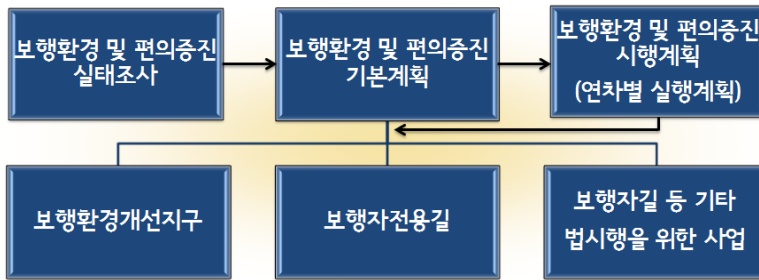 보행환경 및 편의증진
실태조사
보행환경 및 편의증진
기본계획
보행환경 및 편의증진
시행계획
(연차별 실행계획)
보행환경개선지구
보행자전용길
보행자길 등 기타
법시행을 위한 사업